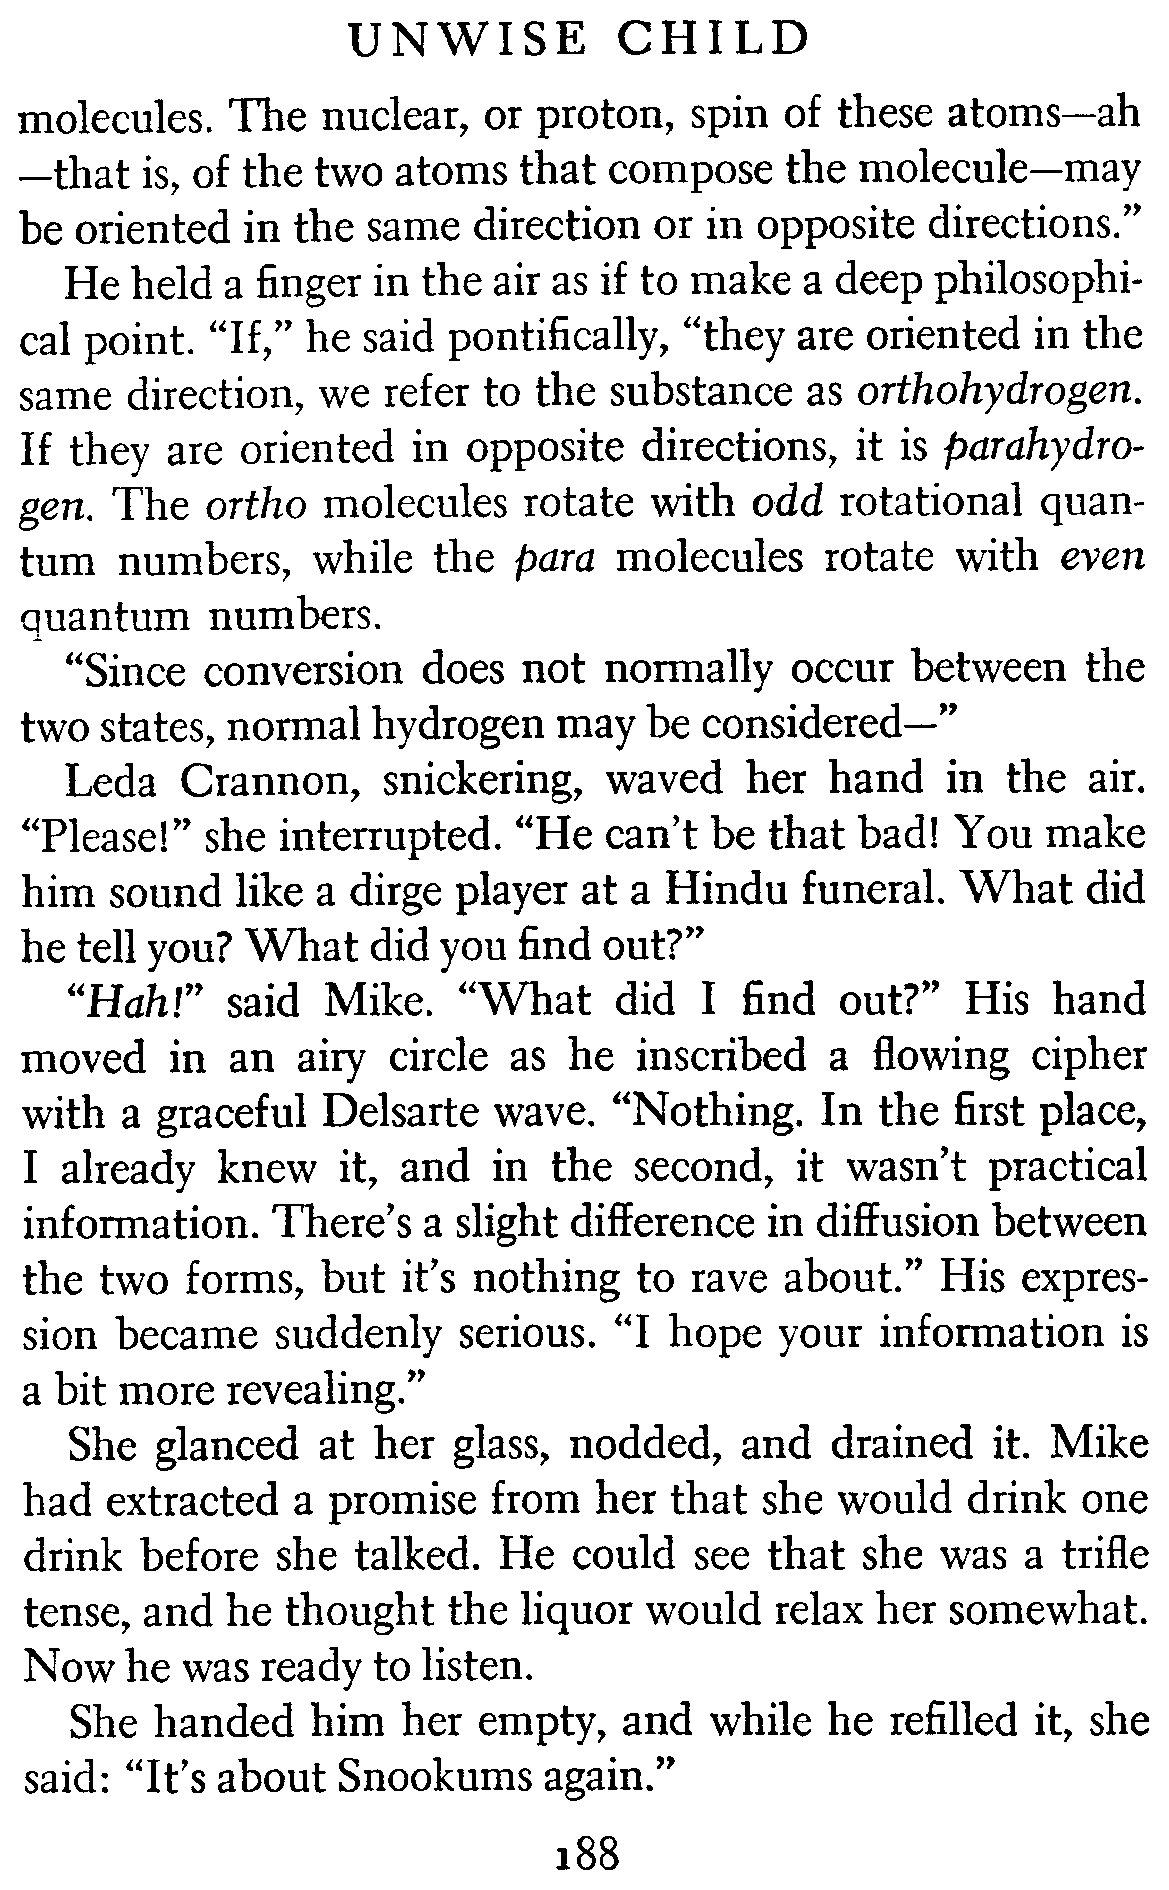 UNWISE CHILD
molecules. The nuclear, or proton, spin of these atoms—ah
—that is, of the two atoms that compose the molecule—may
be oriented in the same direction or in opposite directions.”
He held a finger in the air as if to make a deep philosophi-
cal point. “If,” he said pontifically, “they are oriented in the
same direction, we refer to the substance as orthohydrogen.
If they are oriented in opposite directions, it is parahydro-
gen. The ortho molecules rotate with odd rotational quan-
tum numbers, while the para molecules rotate with even
quantum numbers.
“Since conversion does not normally occur between the
two states, normal hydrogen may be considered—”
Leda Crannon, snickering, waved her hand in the air.
“Please!” she interrupted. “He can’t be that bad! You make
him sound like a dirge player at a Hindu funeral. What did
he tell you? What did you find out?”
“Hah!” said Mike. “What did I find out?” His hand
moved in an airy circle as he inscribed a flowing cipher
with a graceful Delsarte wave. “Nothing. In the first place,
I already knew it, and in the second, it wasn’t practical
information. There’s a slight difference in diffusion between
the two forms, but it’s nothing to rave about.” His expres-
sion became suddenly serious. “I hope your information is
a bit more revealing.”
She glanced at her glass, nodded, and drained it. Mike
had extracted a promise from her that she would drink one
drink before she talked. He could see that she was a trifle
tense, and he thought the liquor would relax her somewhat.
Now he was ready to listen.
She handed him her empty, and while he refilled it, she
said: “It’s about Snookums again.”
188